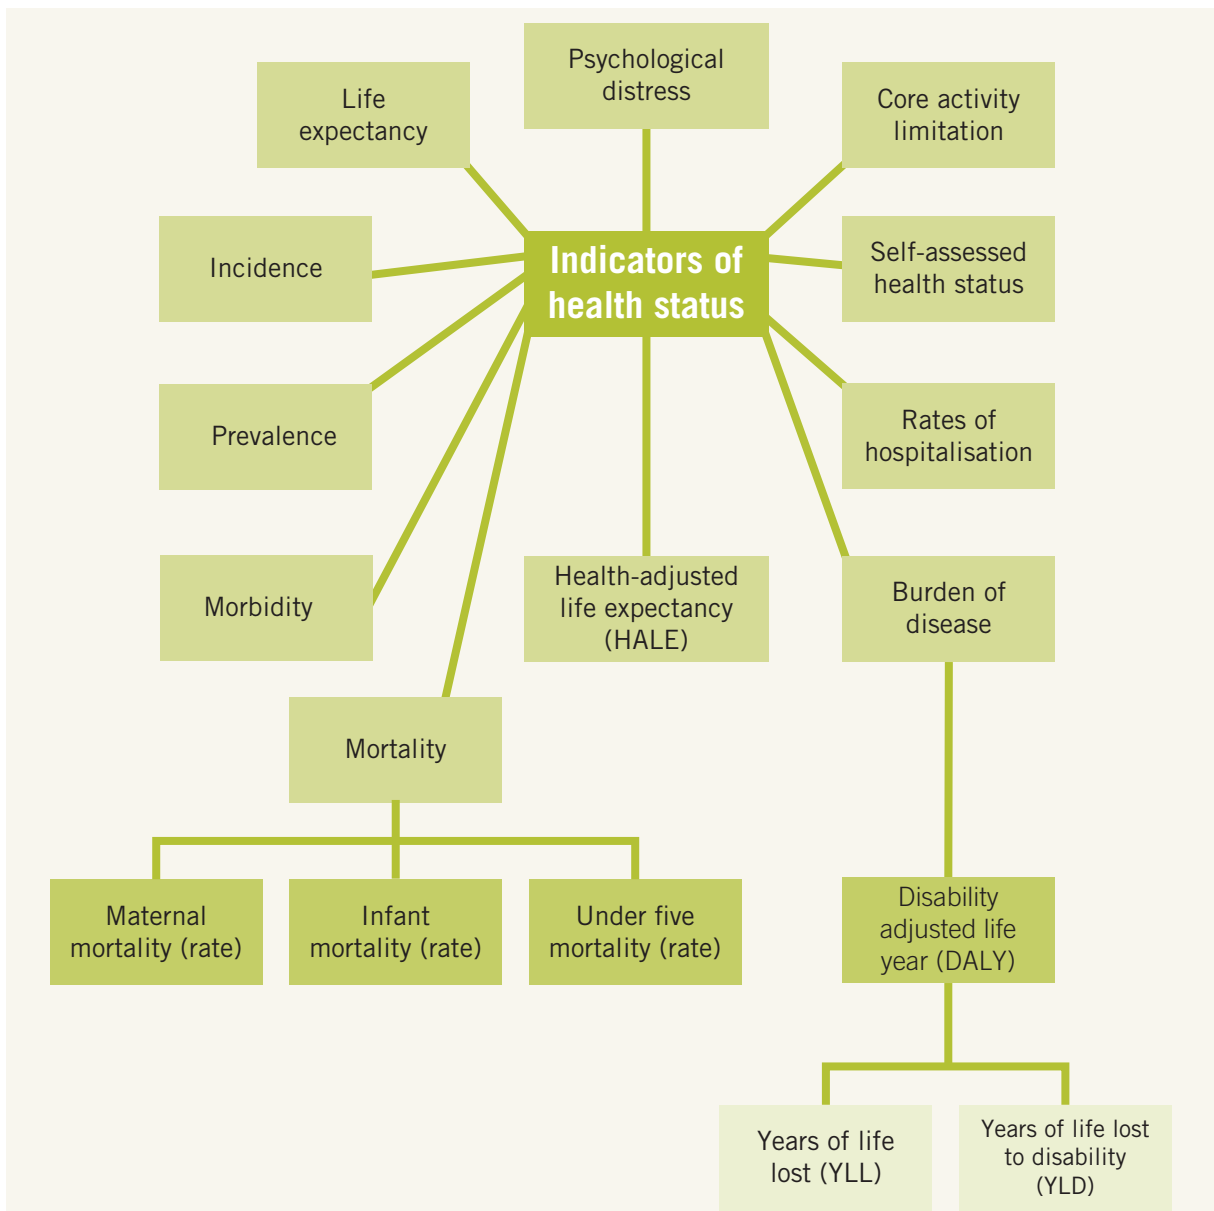 Psychological
distress
Life
expectancy
Core activity
limitation
Incidence
Indicators of
health status
Self-assessed
health status
Prevalence
Rates of
hospitalisation
Morbidity
Health-adjusted
life expectancy
(HALE)
Burden of
disease
Mortality
Maternal
mortality (rate)
Infant
mortality (rate)
Under five
mortality (rate)
Disability
adjusted life
year (DALY)
Years of life
lost (YLL)
Years of life lost
to disability
(YLD)